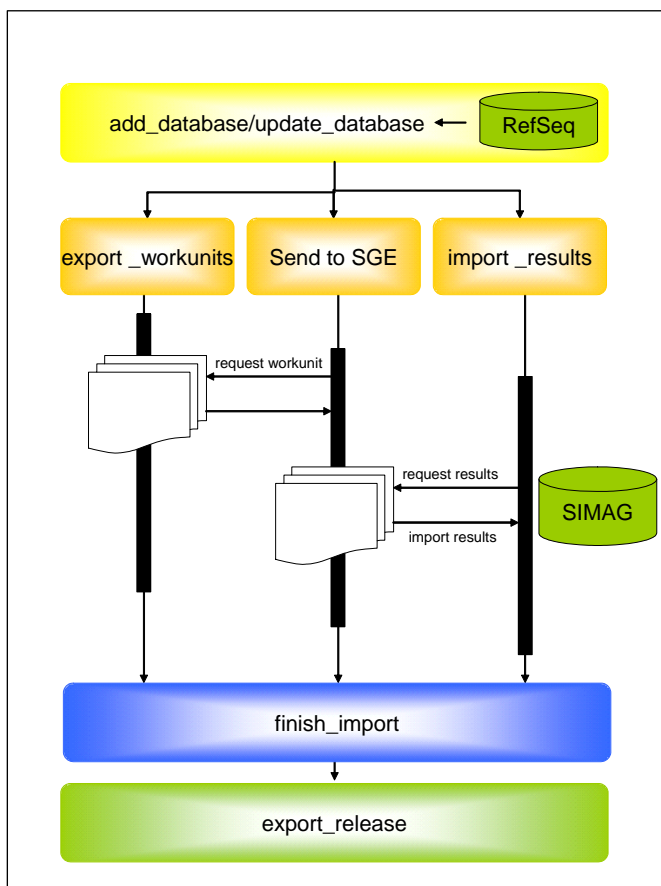 add_database/update_database
RefSeq
export _workunits
Send to SGE
import _results
request workunit
request results
SIMAG
import results
finish_import
export_release